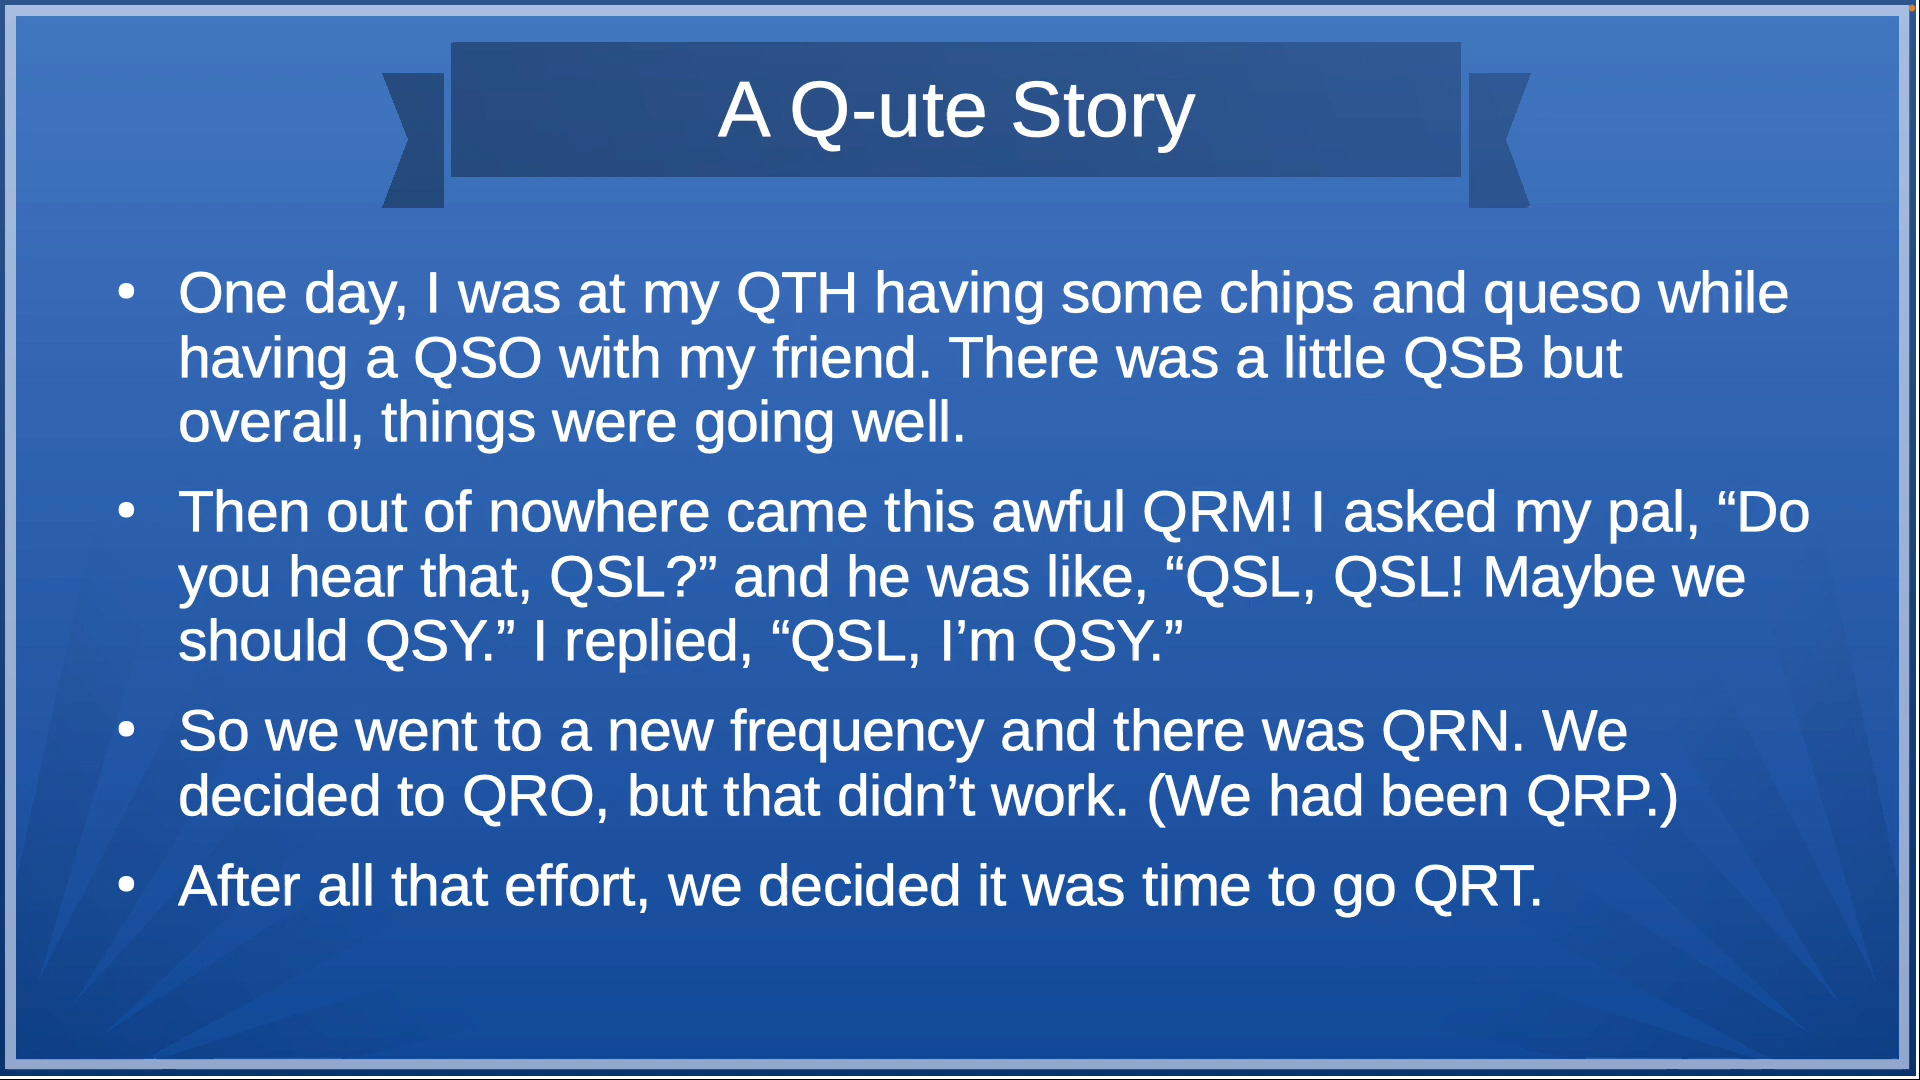 A Q-ute Story
• One day, I was at my QTH having some chips and queso while
having a QSO with my friend. There was a little QSB but
overall, things were going well.
• Then out of nowhere came this awful QRM! I asked my pal, “Do
you hear that, QSL?” and he was like, “QSL, QSL! Maybe we
should QSY.” I replied, “QSL, I’m QSY.”
• So we went to a new frequency and there was QRN. We
decided to QRO, but that didn’t work. (We had been QRP.)
• After all that effort, we decided it was time to go QRT.